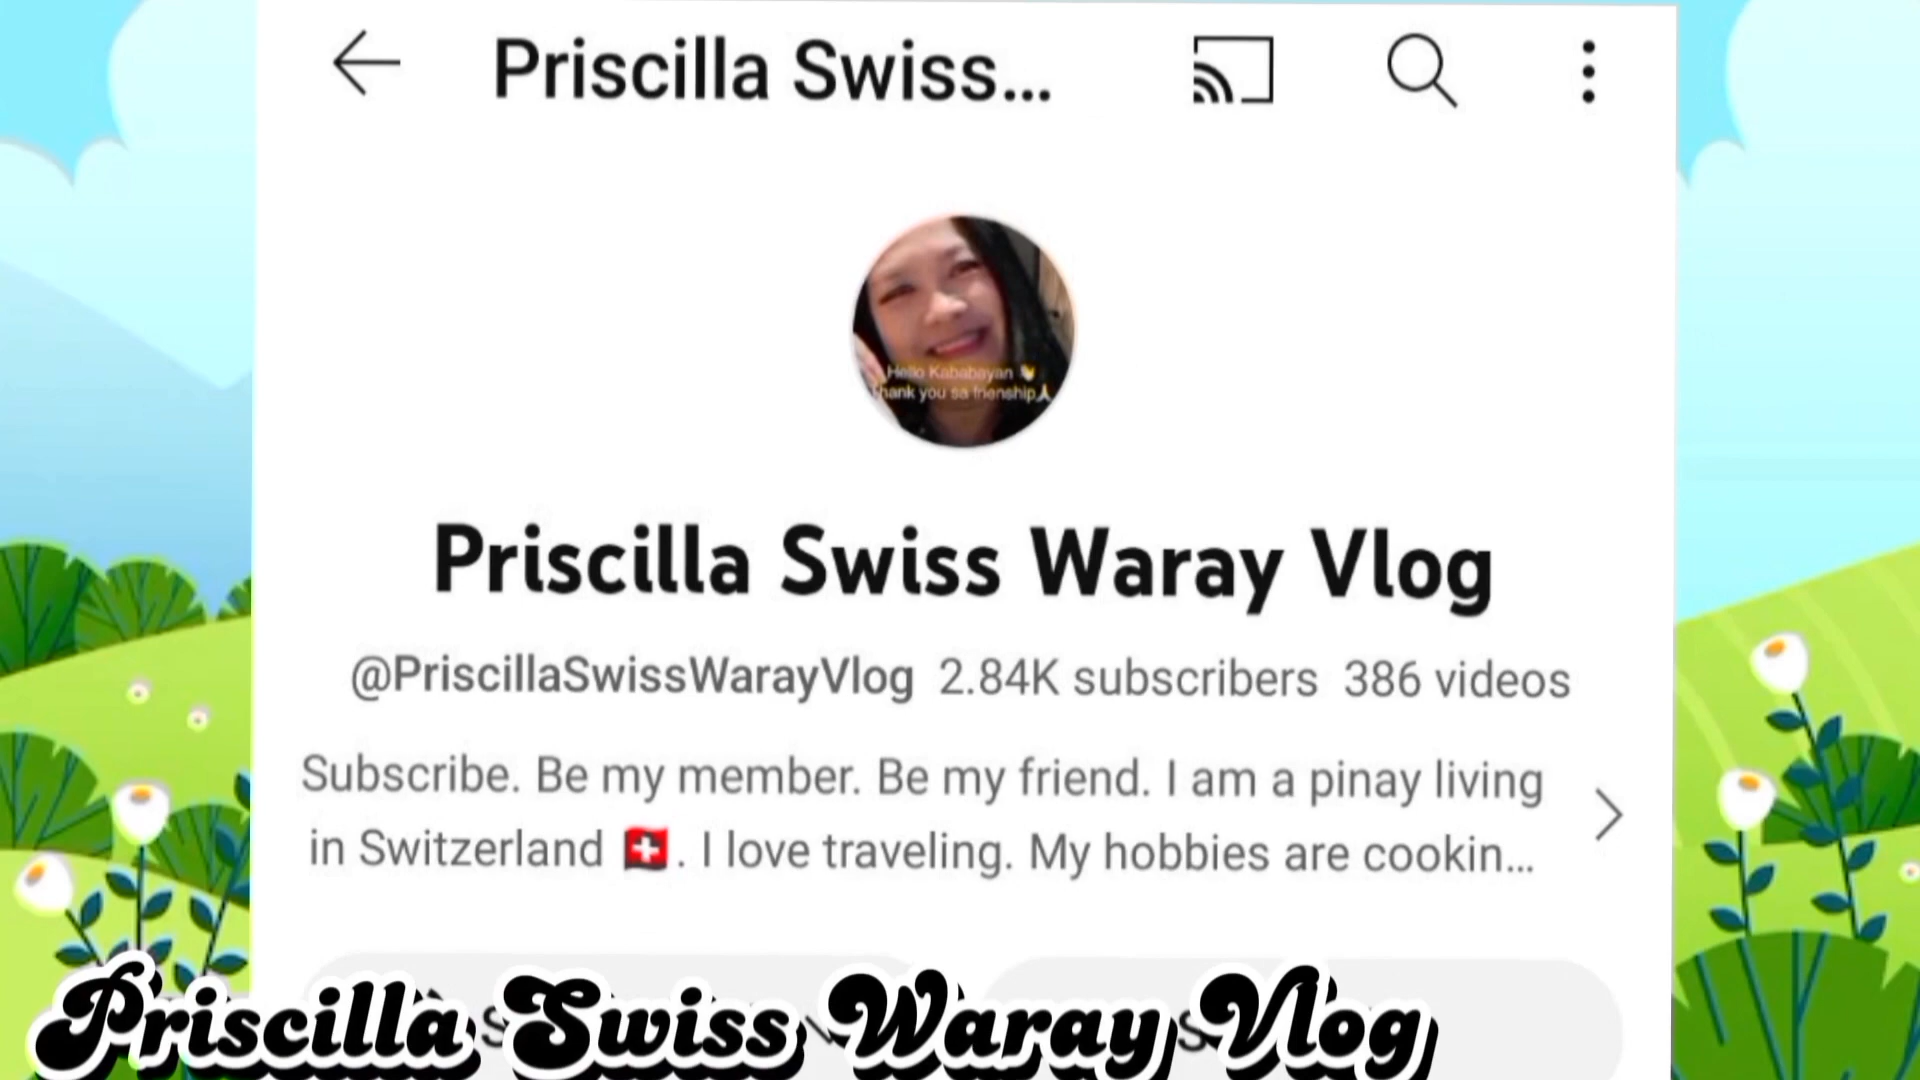 Priscilla Swiss...
Hello Kababayan 👋
hank you sa frienship🙏
Priscilla Swiss Waray Vlog
@PriscillaSwissWarayVlog 2.84K subscribers 386 videos
Subscribe. Be my member. Be my friend. I am a pinay living
in Switzerland 🇨🇭. I love traveling. My hobbies are cookin...
Priscilla Swiss Waray Vlog